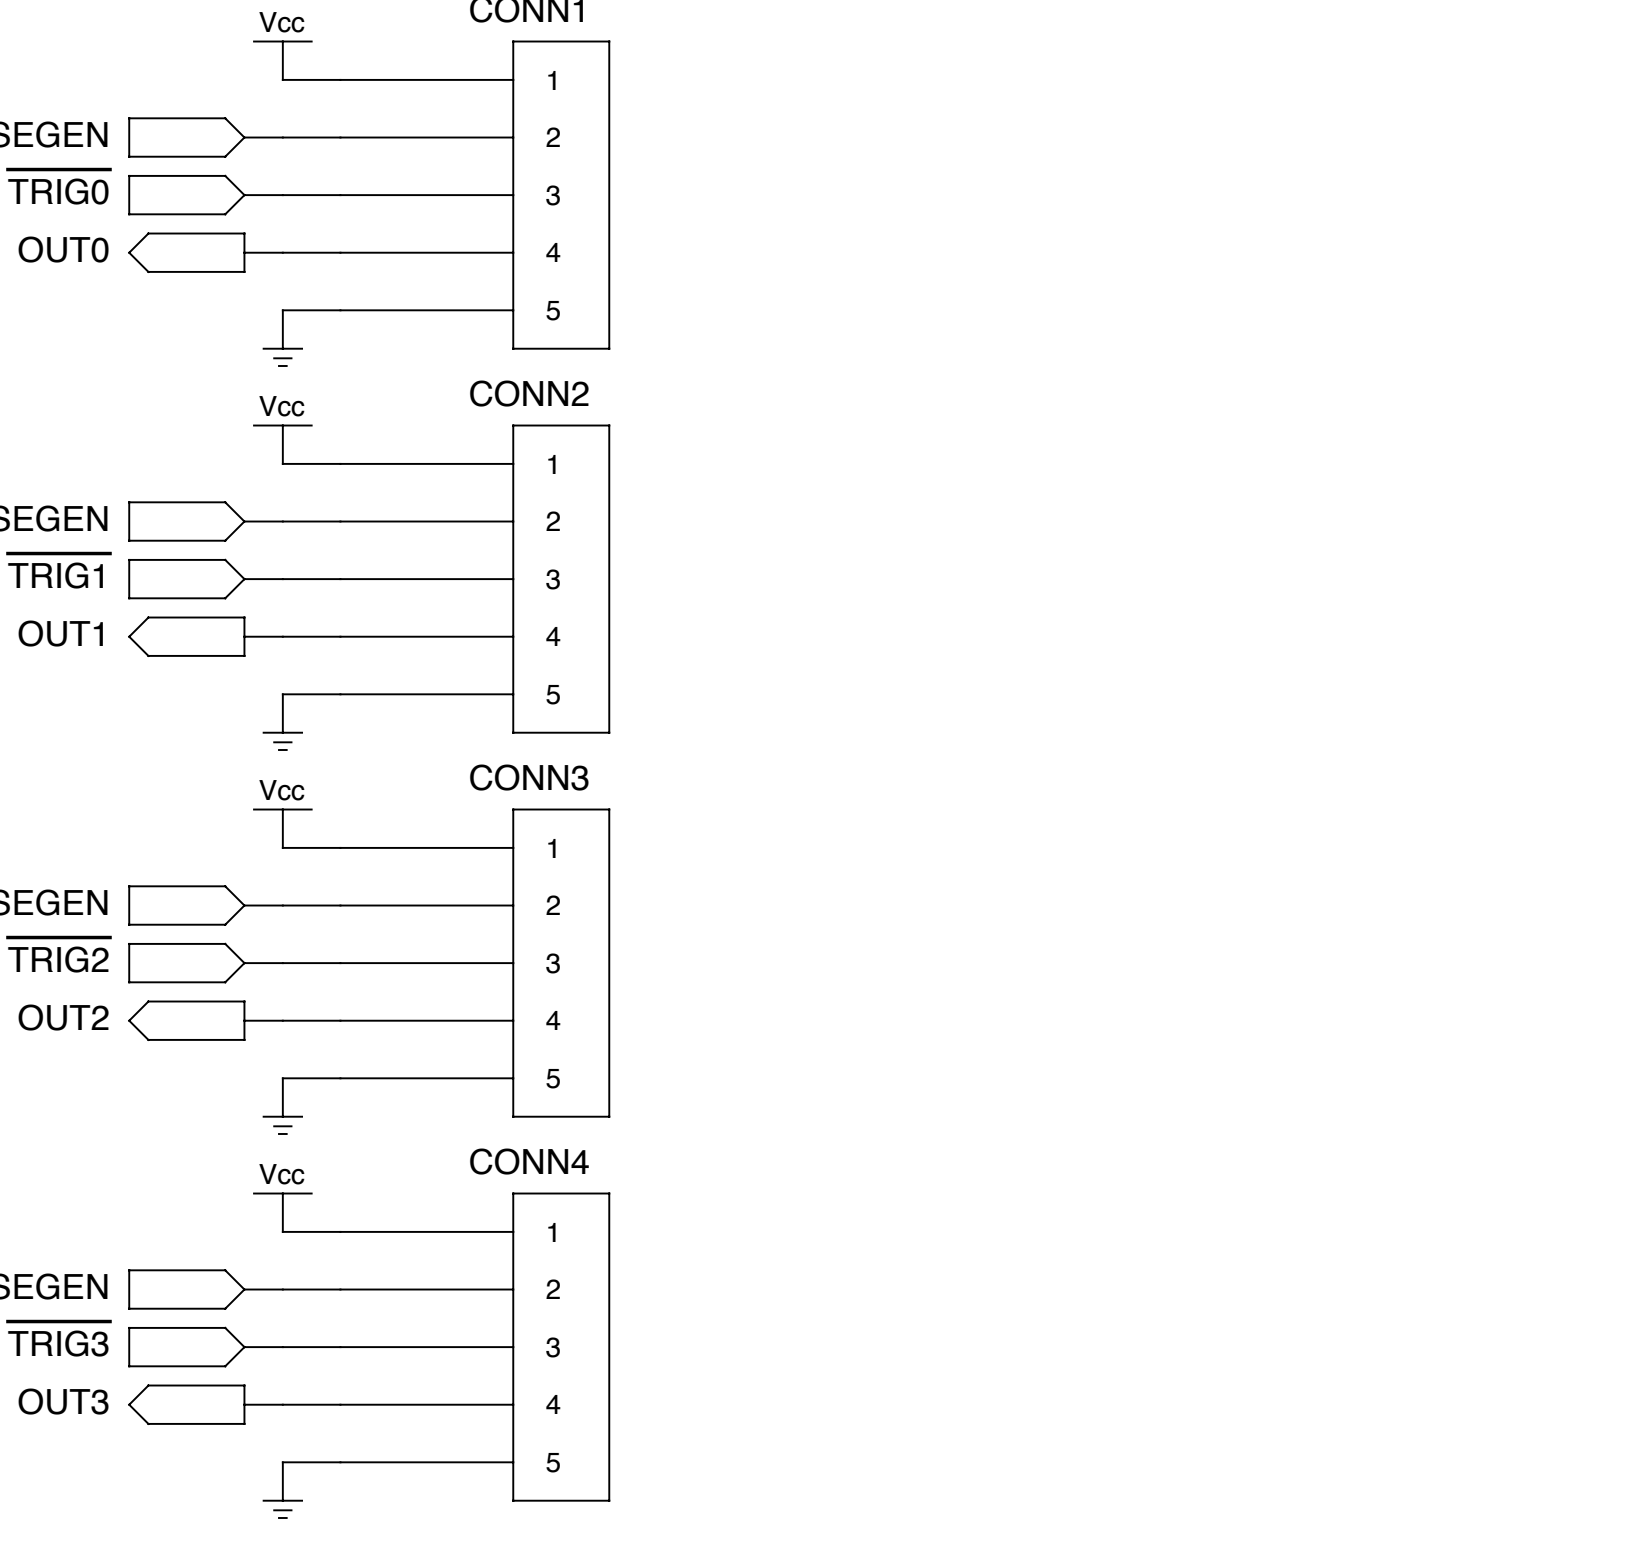 CONN1
Vcc
1
SEGEN 2
TRIG0 3
OUT0 4
5
CONN2
Vcc
1
SEGEN 2
TRIG1 3
OUT1 4
5
CONN3
Vcc
1
SEGEN 2
TRIG2 3
OUT2 4
5
CONN4
Vcc
1
SEGEN 2
TRIG3 3
OUT3 4
5